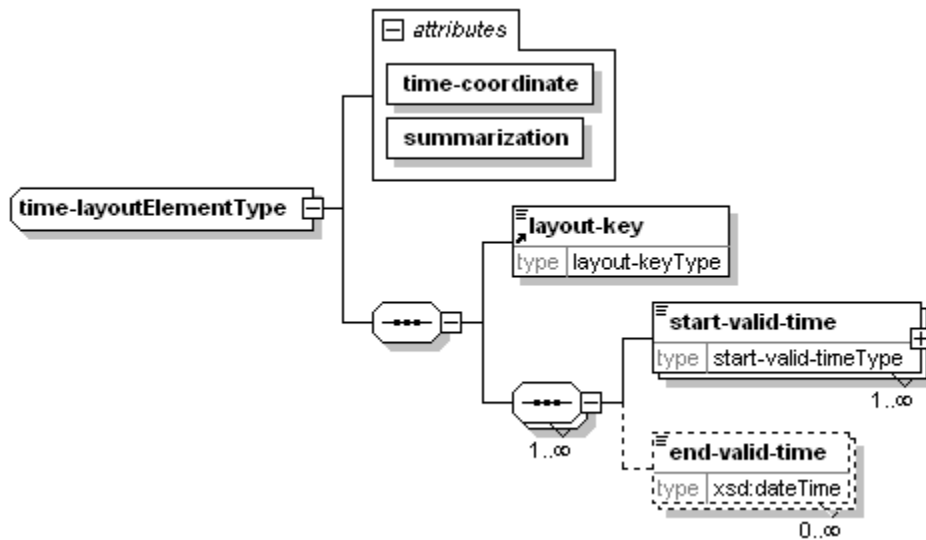 attributes
time-coordinate
summarization
time-layoutElementType
layout-key
type layout-keyType
start-valid-time
type start-valid-timeType
1..∞
1..∞
end-valid-time
type xsd:dateTime
0..∞